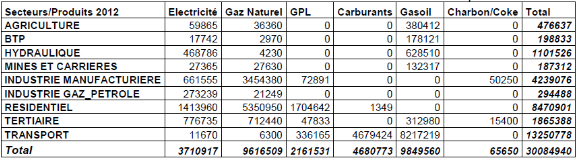 Secteurs/Produits 2012 Electricité Gaz Naturel GPL Carburants Gasoil Charbon/Coke Total
AGRICULTURE 59865 36360 0 0 380412 0 476637
BTP 17742 2970 0 0 178121 0 198833
HYDRAULIQUE 468786 4230 0 0 628510 0 1101526
MINES ET CARRIERES 27365 27630 0 0 132317 0 187312
INDUSTRIE MANUFACTURIERE 661555 3454380 72891 0 0 50250 4239076
INDUSTRIE GAZ_PETROLE 273239 21249 0 0 0 0 294488
RESIDENTIEL 1413960 5350950 1704642 1349 0 0 8470901
TERTIAIRE 776735 712440 47833 0 312980 15400 1865388
TRANSPORT 11670 6300 336165 4679424 8217219 0 13250778
Total 3710917 9616509 2161531 4680773 9849560 65650 30084940